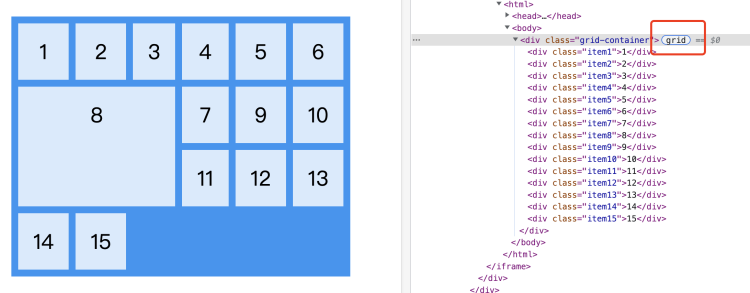 1 2 3 4 5 6
8 7 9 10
11 12 13
14 15
▼<html>
▶<head>…</head>
▼<body>
⋯ ▼<div class="grid-container"> grid == $0
<div class="item1">1</div>
<div class="item2">2</div>
<div class="item3">3</div>
<div class="item4">4</div>
<div class="item5">5</div>
<div class="item6">6</div>
<div class="item7">7</div>
<div class="item8">8</div>
<div class="item9">9</div>
<div class="item10">10</div>
<div class="item11">11</div>
<div class="item12">12</div>
<div class="item13">13</div>
<div class="item14">14</div>
<div class="item15">15</div>
</div>
</body>
</html>
</iframe>
</div>
</div>